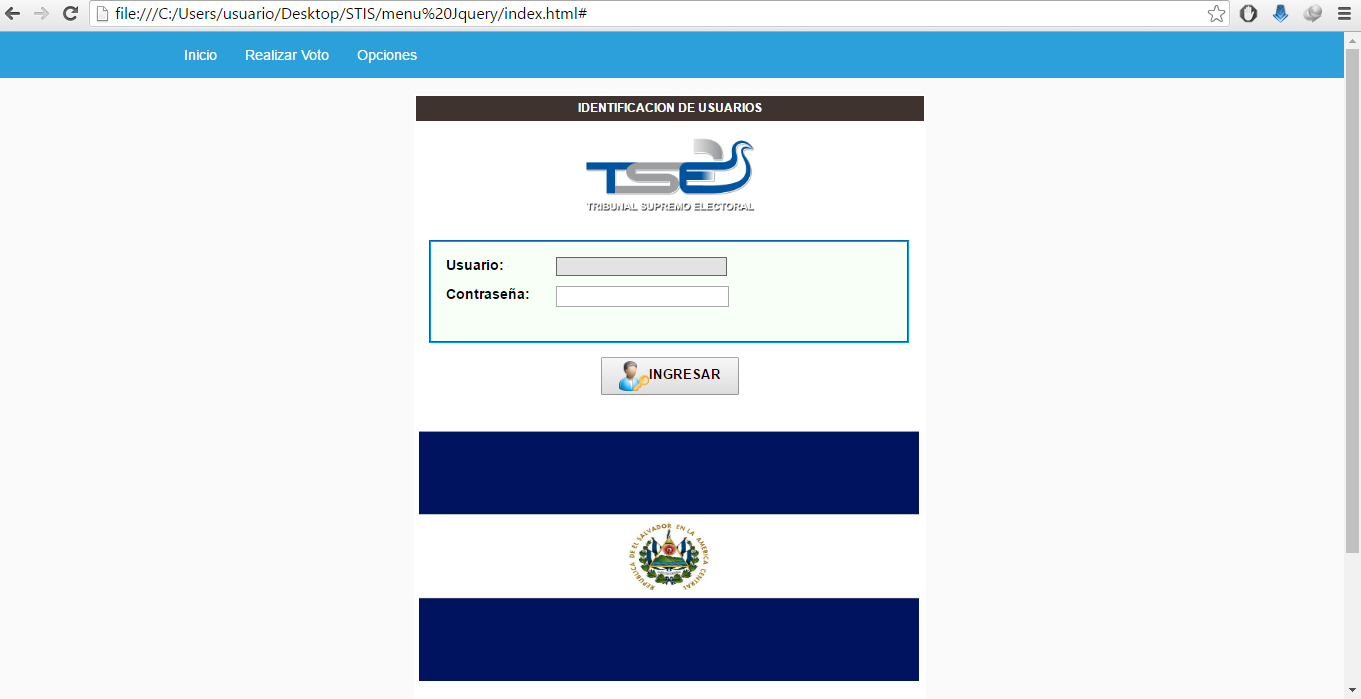 file:///C:/Users/usuario/Desktop/STIS/menu%20Jquery/index.html#
Inicio Realizar Voto Opciones
IDENTIFICACION DE USUARIOS
TSE
TRIBUNAL SUPREMO ELECTORAL
Usuario:
Contraseña:
INGRESAR
REPÚBLICA DE EL SALVADOR EN LA AMERICA CENTRAL